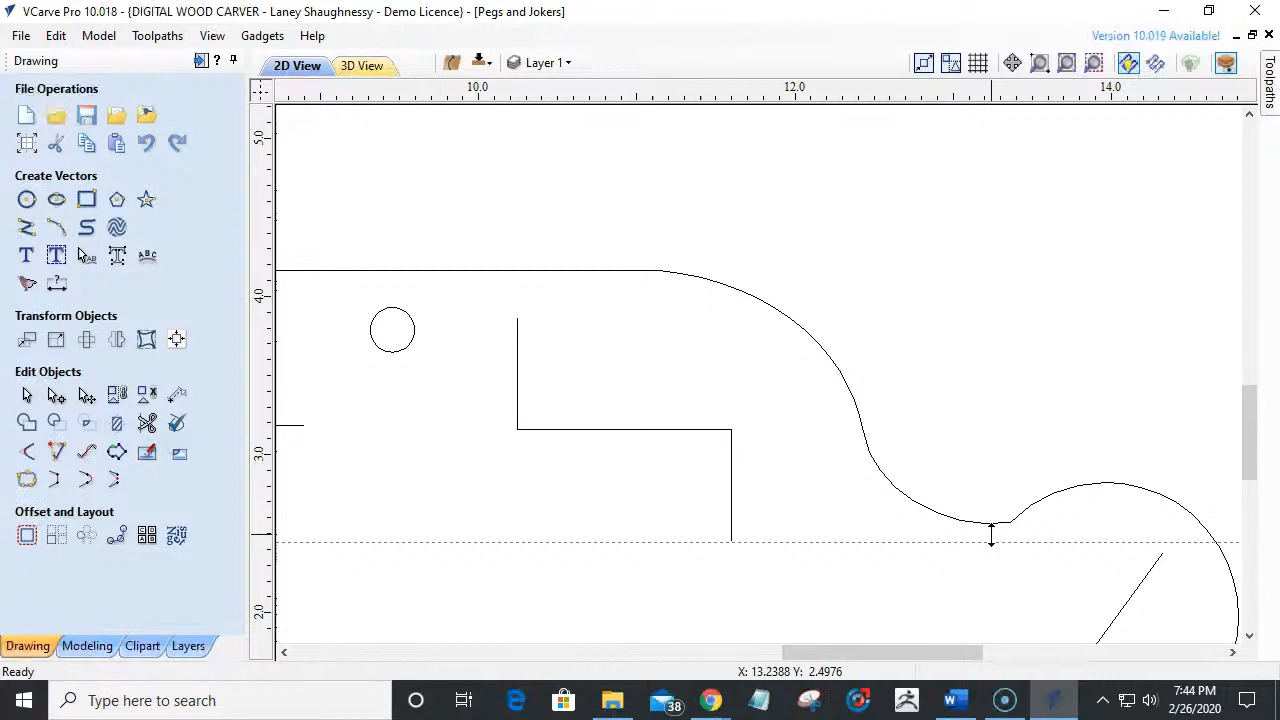 VCarve Pro 10.018 - {DIGITAL WOOD CARVER - Laney Shaughnessy - Demo Licence} - [Pegs and Jokers]
File Edit Model Toolpaths View Gadgets Help
Version 10.019 Available!
Drawing
2D View
3D View
Layer 1
Toolpaths
File Operations
10.0
12.0
14.0
5.0
4.0
3.0
2.0
Create Vectors
Transform Objects
Edit Objects
Offset and Layout
Drawing
Modeling
Clipart
Layers
Ready
X: 13.2388 Y: 2.4976
Type here to search
38
7:44 PM
2/26/2020